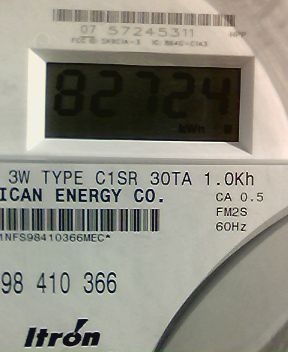 07 57245311
82724
kWh
3W TYPE C1SR 30TA 1.0Kh
ICAN ENERGY CO.
CA 0.5
FM2S
60Hz
1NFS98410366MEC*
98 410 366
Itron